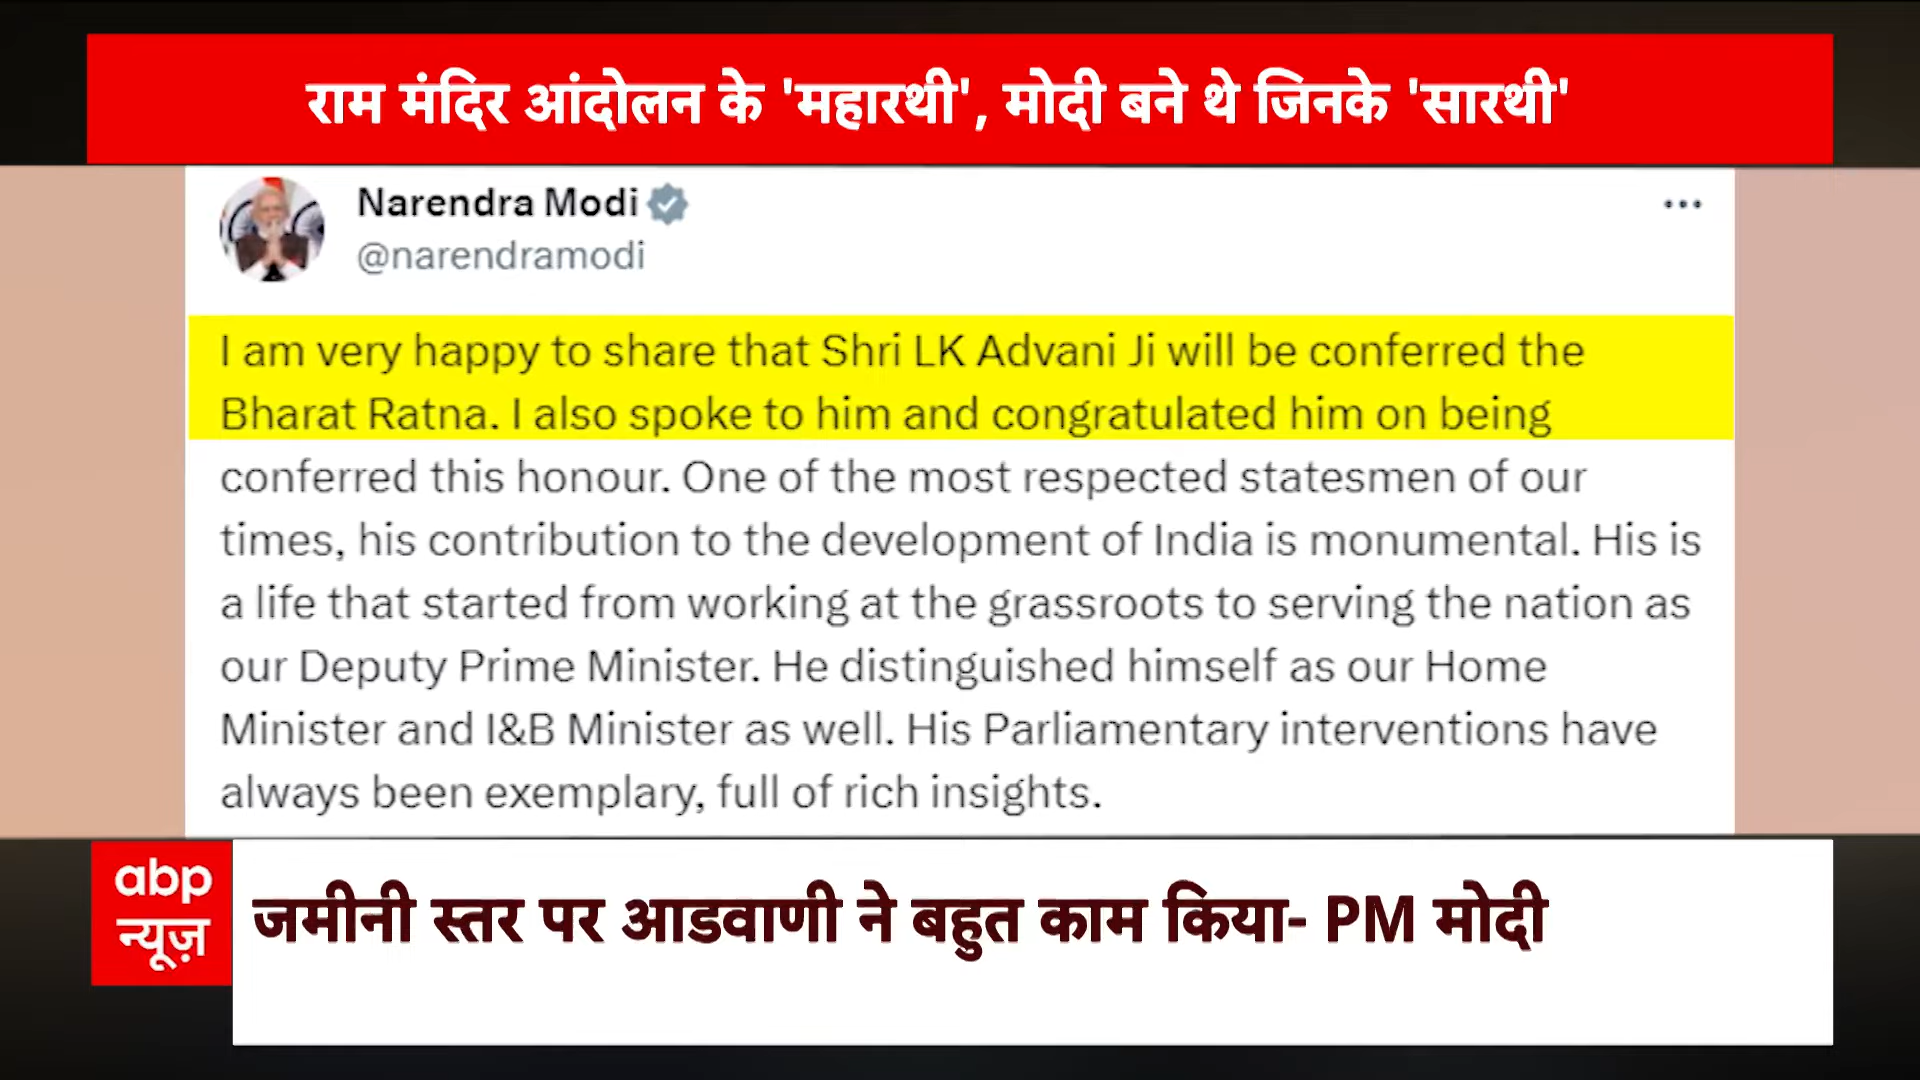 राम मंदिर आंदोलन के 'महारथी', मोदी बने थे जिनके 'सारथी'
Narendra Modi
@narendramodi
I am very happy to share that Shri LK Advani Ji will be conferred the
Bharat Ratna. I also spoke to him and congratulated him on being
conferred this honour. One of the most respected statesmen of our
times, his contribution to the development of India is monumental. His is
a life that started from working at the grassroots to serving the nation as
our Deputy Prime Minister. He distinguished himself as our Home
Minister and I&B Minister as well. His Parliamentary interventions have
always been exemplary, full of rich insights.
abp
न्यूज़
जमीनी स्तर पर आडवाणी ने बहुत काम किया- PM मोदी